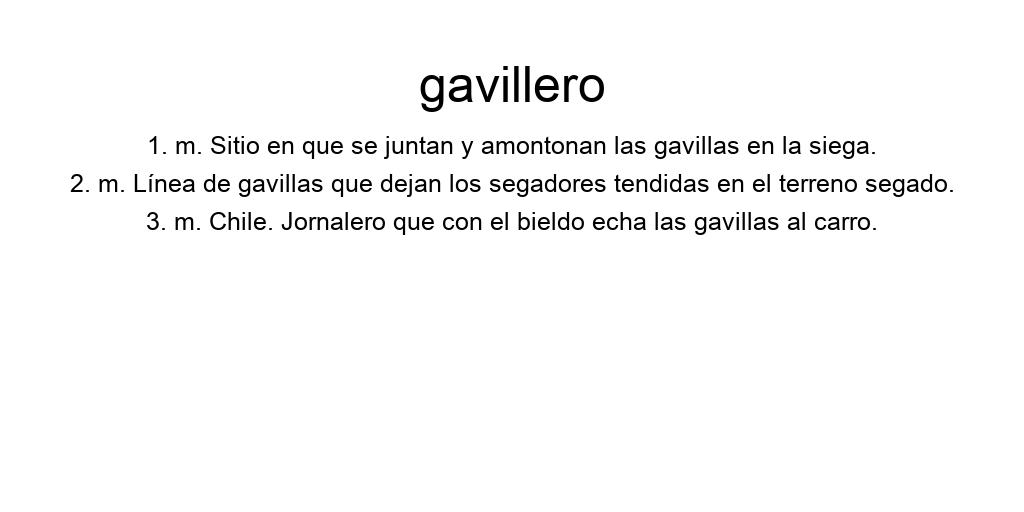 gavillero
1. m. Sitio en que se juntan y amontonan las gavillas en la siega.
2. m. Línea de gavillas que dejan los segadores tendidas en el terreno segado.
3. m. Chile. Jornalero que con el bieldo echa las gavillas al carro.